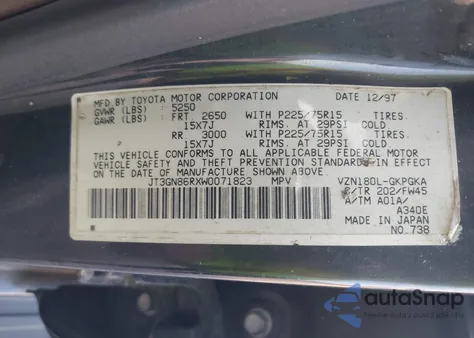 MFD.BY TOYOTA MOTOR CORPORATION DATE 12/97
GVWR (LBS) 5250
GAWR (LBS) FRT 2650 WITH P225/75R15
15X7J RIMS, AT 29PSI COLD
RR 3000 WITH P225/75R15
15X7J RIMS, AT 29PSI COLD
THIS VEHICLE CONFORMS TO ALL APPLICABLE FEDERAL MOTOR
VEHICLE SAFETY, BUMPER, AND THEFT PREVENTION STANDARDS IN
EFFECT ON THE DATE OF MANUFACTURE SHOWN ABOVE.
JT3GN86RXW0071823 MPV VZN180L-GKPGKA
C/TR 202/FW45
A/TM A01A/
A340E
MADE IN JAPAN
NO.738
autoSnap